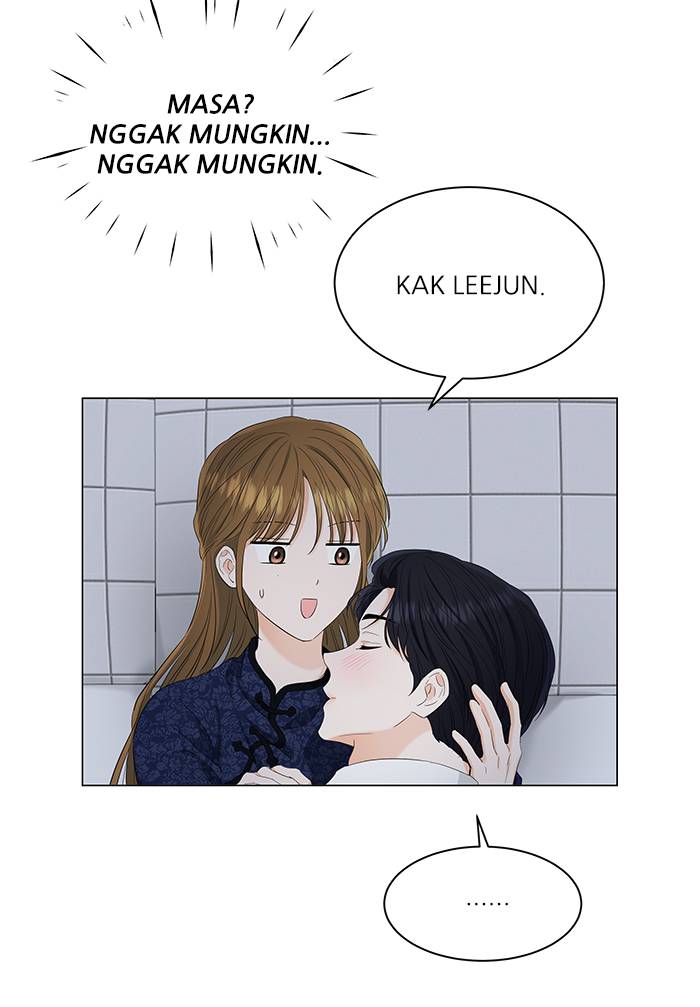 MASA?
NGGAK MUNGKIN...
NGGAK MUNGKIN.
KAK LEEJUN.
......